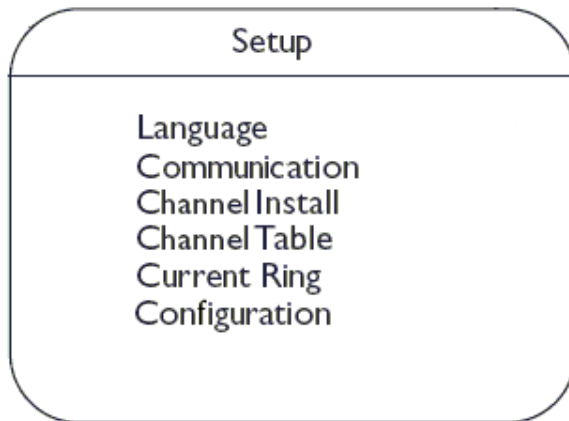 Setup
Language
Communication
Channel Install
Channel Table
Current Ring
Configuration